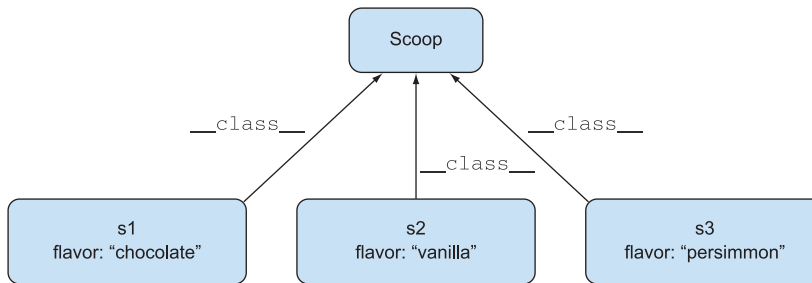 Scoop
__class__
__class__
__class__
s1
flavor: “chocolate”
s2
flavor: “vanilla”
s3
flavor: “persimmon”